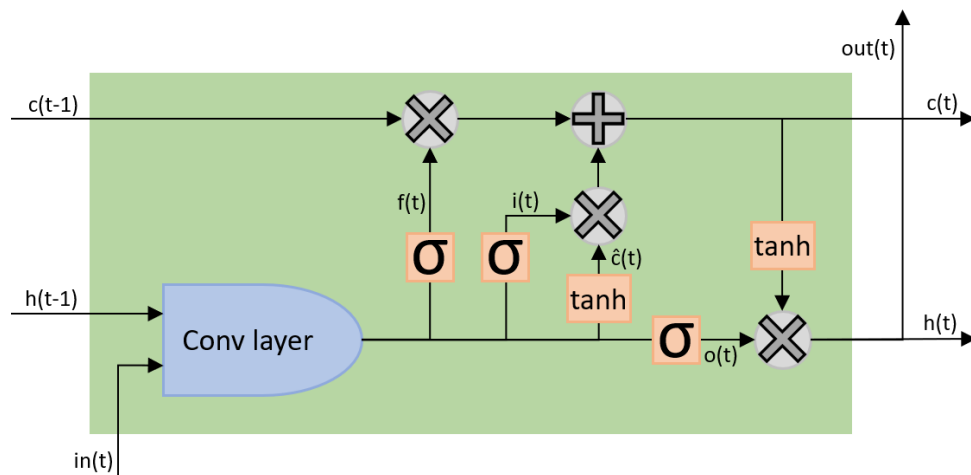 out(t)
c(t-1)
c(t)
f(t)
i(t)
σ
σ
ĉ(t)
tanh
tanh
h(t-1)
Conv layer
σ
o(t)
h(t)
in(t)